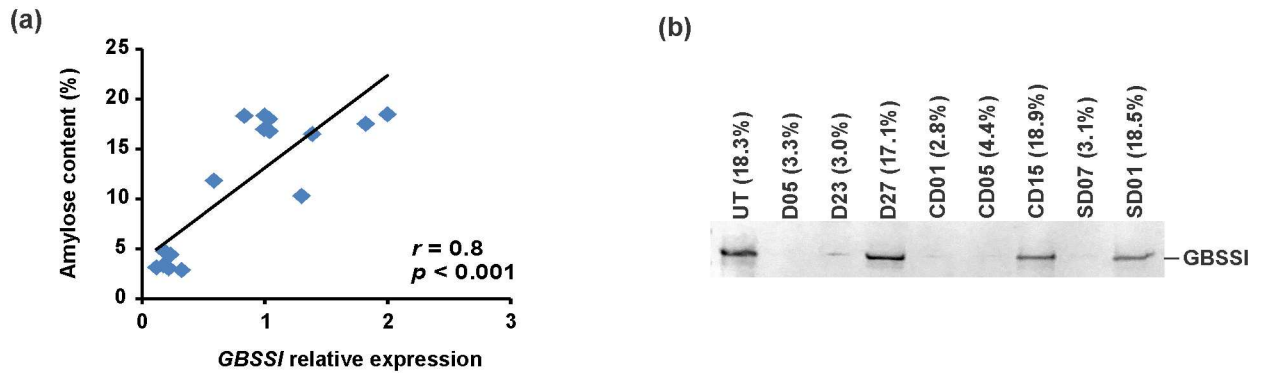 (a)
25
20
15
10
5
0
Amylose content (%)
r = 0.8
p < 0.001
0 1 2 3
GBSSI relative expression
(b)
UT (18.3%)
D05 (3.3%)
D23 (3.0%)
D27 (17.1%)
CD01 (2.8%)
CD05 (4.4%)
CD15 (18.9%)
SD07 (3.1%)
SD01 (18.5%)
GBSSI